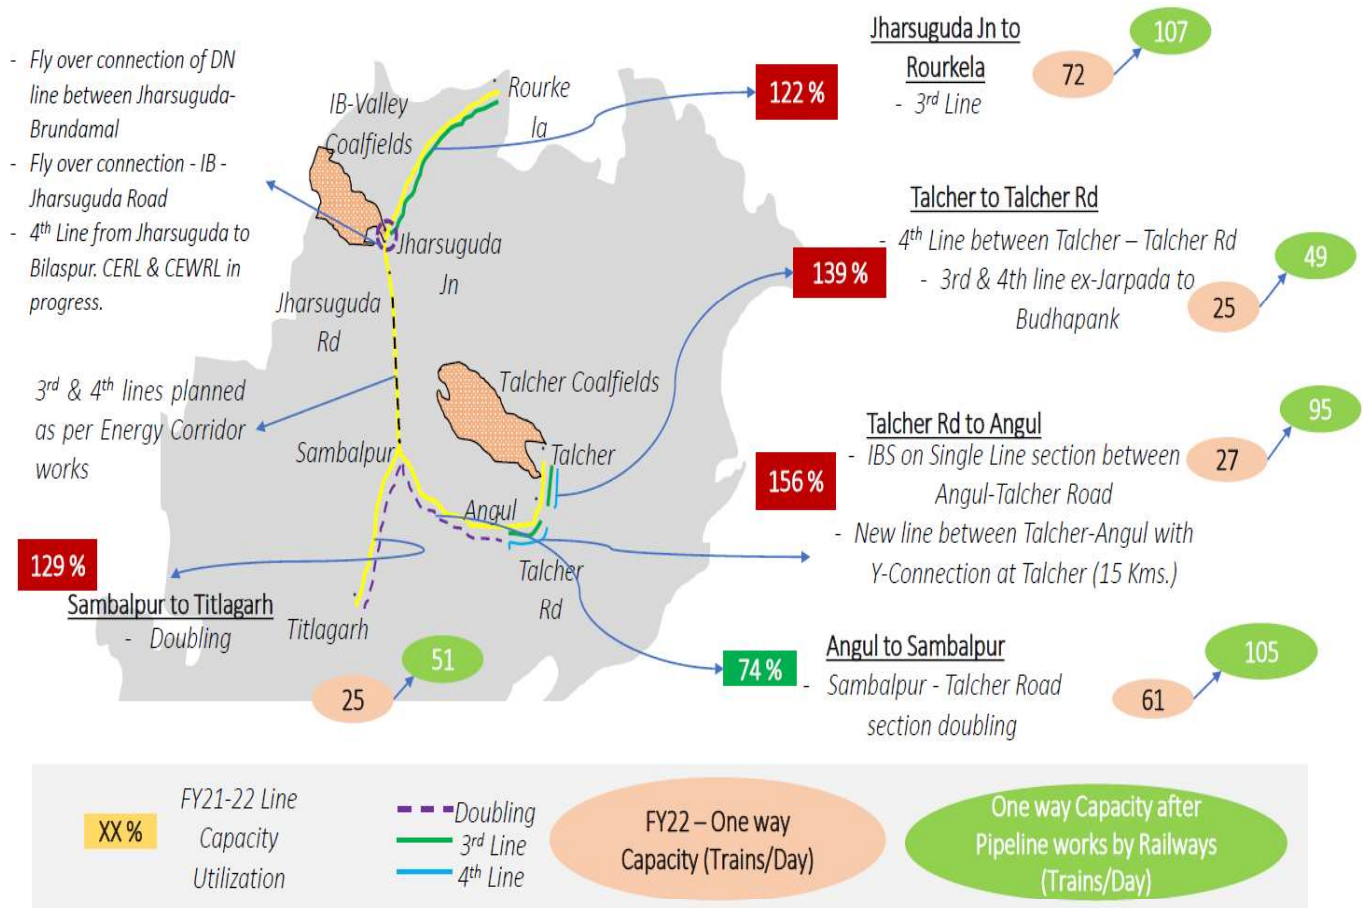 - Fly over connection of DN
line between Jharsuguda-
Brundamal
- Fly over connection - IB -
Jharsuguda Road
- 4th Line from Jharsuguda to
Bilaspur. CERL & CEWRL in
progress.
3rd & 4th lines planned
as per Energy Corridor
works
129 %
Sambalpur to Titlagarh
- Doubling
25
51
IB-Valley
Coalfields
Rourke
la
Jharsuguda
Jn
Jharsuguda
Rd
Talcher Coalfields
Sambalpur
Talcher
Angul
Talcher
Rd
Titlagarh
122 %
Jharsuguda Jn to
Rourkela
- 3rd Line
72
107
139 %
Talcher to Talcher Rd
- 4th Line between Talcher – Talcher Rd
- 3rd & 4th line ex-Jarpada to
Budhapank
25
49
156 %
Talcher Rd to Angul
- IBS on Single Line section between
Angul-Talcher Road
- New line between Talcher-Angul with
Y-Connection at Talcher (15 Kms.)
27
95
74 %
Angul to Sambalpur
- Sambalpur - Talcher Road
section doubling
61
105
XX %
FY21-22 Line
Capacity
Utilization
Doubling
3rd Line
4th Line
FY22 – One way
Capacity (Trains/Day)
One way Capacity after
Pipeline works by Railways
(Trains/Day)